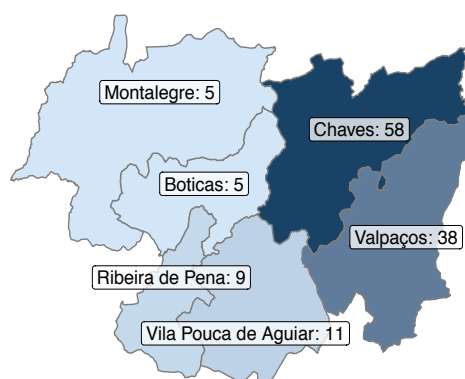 Montalegre: 5
Chaves: 58
Boticas: 5
Valpaços: 38
Ribeira de Pena: 9
Vila Pouca de Aguiar: 11